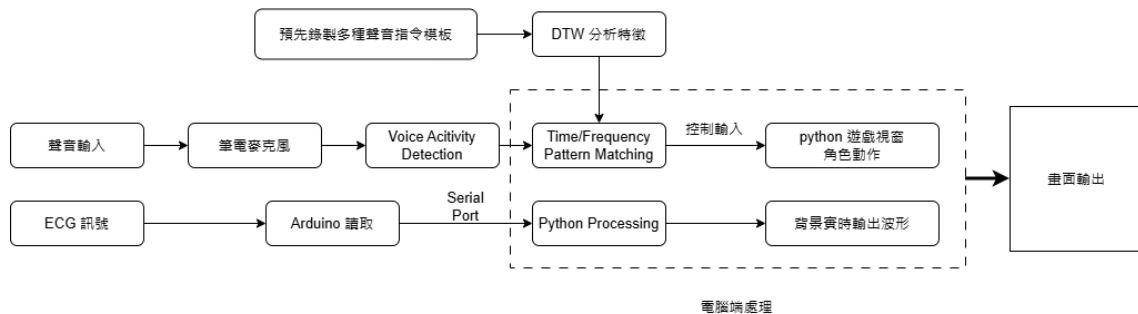 預先錄製多種聲音指令模板
DTW 分析特徵
聲音輸入
筆電麥克風
Voice Acitivity
Detection
Time/Frequency
Pattern Matching
控制輸入
python 遊戲視窗
角色動作
畫面輸出
ECG 訊號
Arduino 讀取
Serial
Port
Python Processing
背景實時輸出波形
電腦端處理